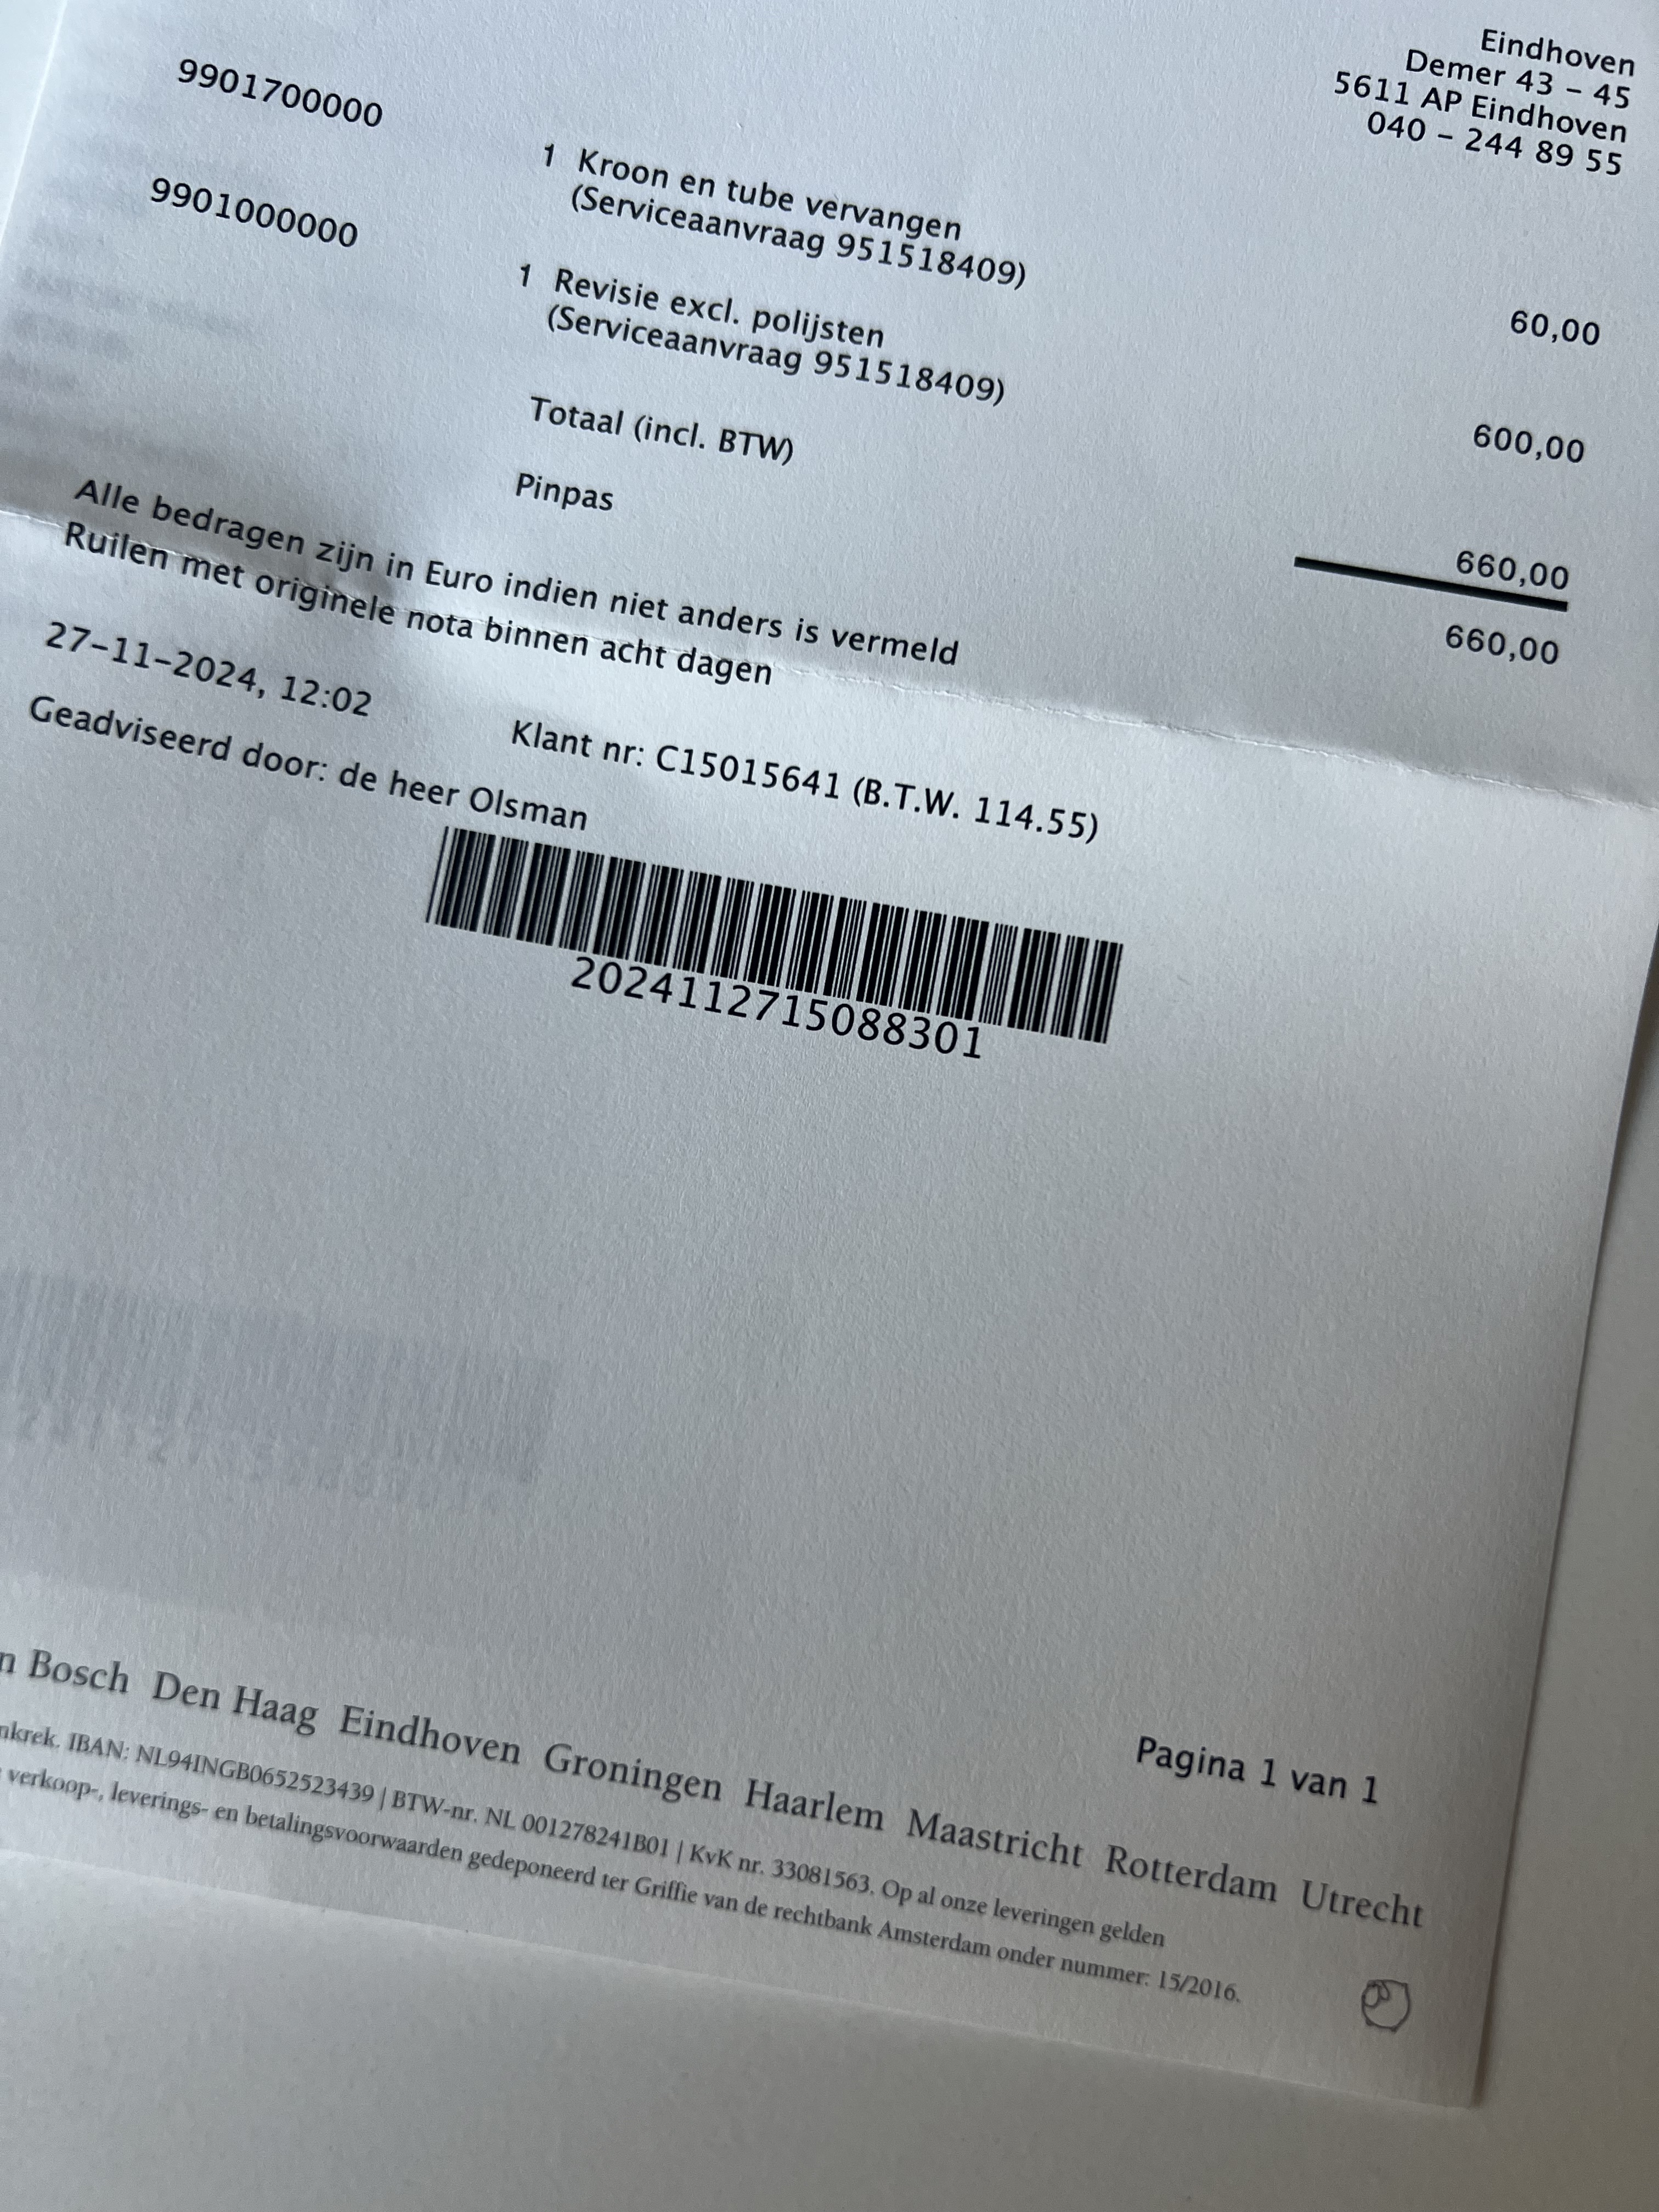 Eindhoven
Demer 43 – 45
5611 AP Eindhoven
040 – 244 89 55
9901700000
1 Kroon en tube vervangen
(Serviceaanvraag 951518409)
60,00
9901000000
1 Revisie excl. polijsten
(Serviceaanvraag 951518409)
600,00
Totaal (incl. BTW)
660,00
Pinpas
660,00
Alle bedragen zijn in Euro indien niet anders is vermeld
Ruilen met originele nota binnen acht dagen
27-11-2024, 12:02
Klant nr: C15015641 (B.T.W. 114.55)
Geadviseerd door: de heer Olsman
2024112715088301
Pagina 1 van 1
n Bosch Den Haag Eindhoven Groningen Haarlem Maastricht Rotterdam Utrecht
nkrek. IBAN: NL94INGB0652523439 | BTW-nr. NL 001278241B01 | KvK nr. 33081563. Op al onze leveringen gelden
verkoop-, leverings- en betalingsvoorwaarden gedeponeerd ter Griffie van de rechtbank Amsterdam onder nummer: 15/2016.